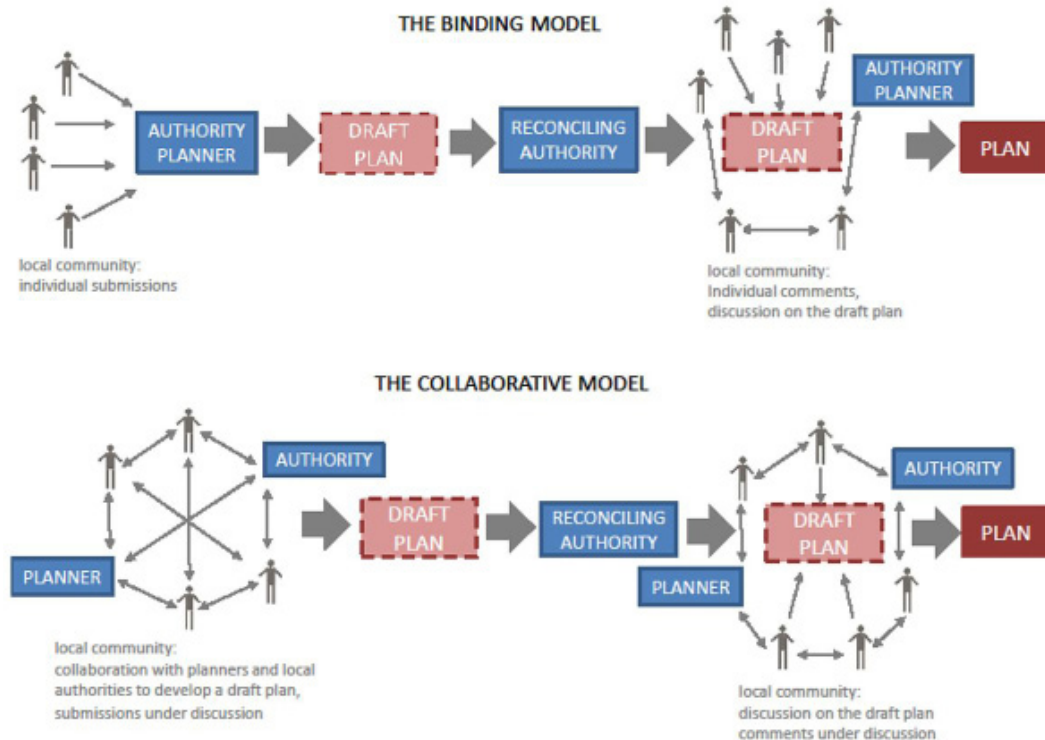 THE BINDING MODEL
AUTHORITY
PLANNER
DRAFT
PLAN
RECONCILING
AUTHORITY
DRAFT
PLAN
AUTHORITY
PLANNER
PLAN
local community:
individual submissions
local community:
Individual comments,
discussion on the draft plan
THE COLLABORATIVE MODEL
AUTHORITY
PLANNER
DRAFT
PLAN
RECONCILING
AUTHORITY
DRAFT
PLAN
AUTHORITY
PLANNER
PLAN
local community:
collaboration with planners and local
authorities to develop a draft plan,
submissions under discussion
local community:
discussion on the draft plan
comments under discussion